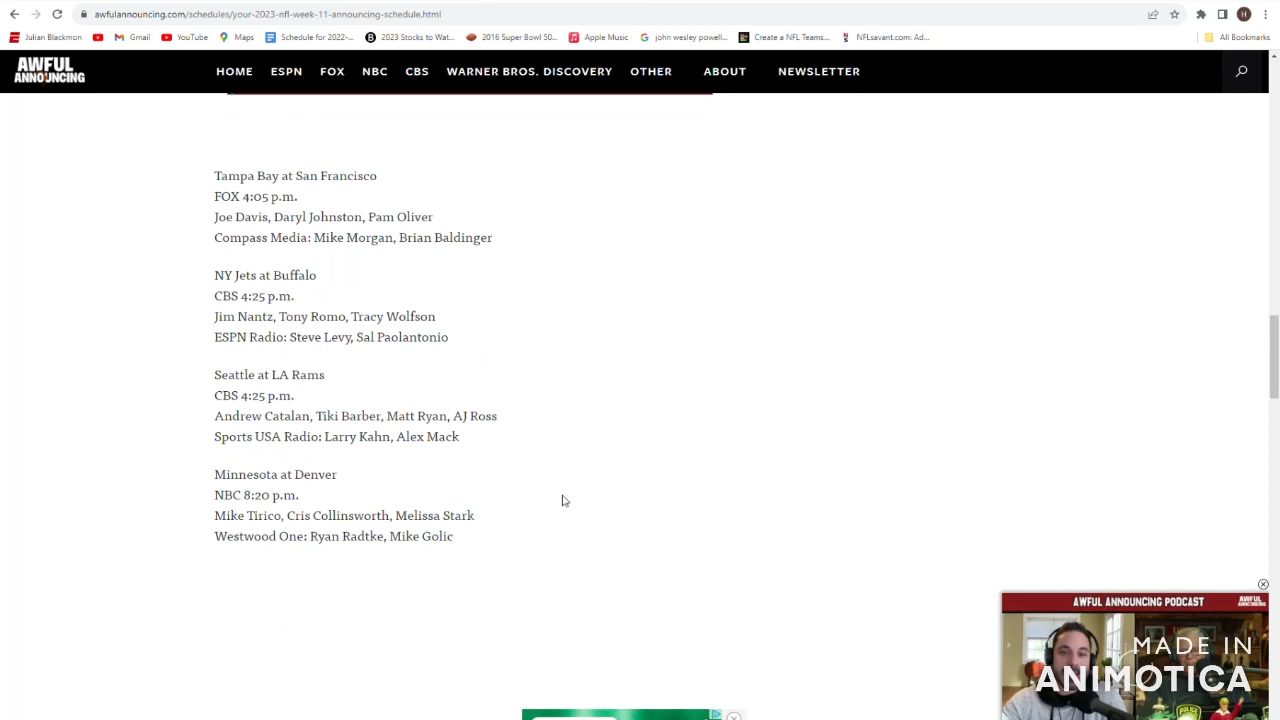 awfulannouncing.com/schedules/your-2023-nfl-week-11-announcing-schedule.html
H
Julian Blackmon
Gmail
YouTube
Maps
Schedule for 2022-...
2023 Stocks to Wat...
2016 Super Bowl 50...
Apple Music
john wesley powell...
Create a NFL Teams...
NFLsavant.com: Ad...
All Bookmarks
AWFUL
ANNOUNCING
HOME
ESPN
FOX
NBC
CBS
WARNER BROS. DISCOVERY
OTHER
ABOUT
NEWSLETTER
Tampa Bay at San Francisco
FOX 4:05 p.m.
Joe Davis, Daryl Johnston, Pam Oliver
Compass Media: Mike Morgan, Brian Baldinger
NY Jets at Buffalo
CBS 4:25 p.m.
Jim Nantz, Tony Romo, Tracy Wolfson
ESPN Radio: Steve Levy, Sal Paolantonio
Seattle at LA Rams
CBS 4:25 p.m.
Andrew Catalan, Tiki Barber, Matt Ryan, AJ Ross
Sports USA Radio: Larry Kahn, Alex Mack
Minnesota at Denver
NBC 8:20 p.m.
Mike Tirico, Cris Collinsworth, Melissa Stark
Westwood One: Ryan Radtke, Mike Golic
AWFUL ANNOUNCING PODCAST
AWFUL
ANNOUNCING
MADE IN
ANIMOTICA